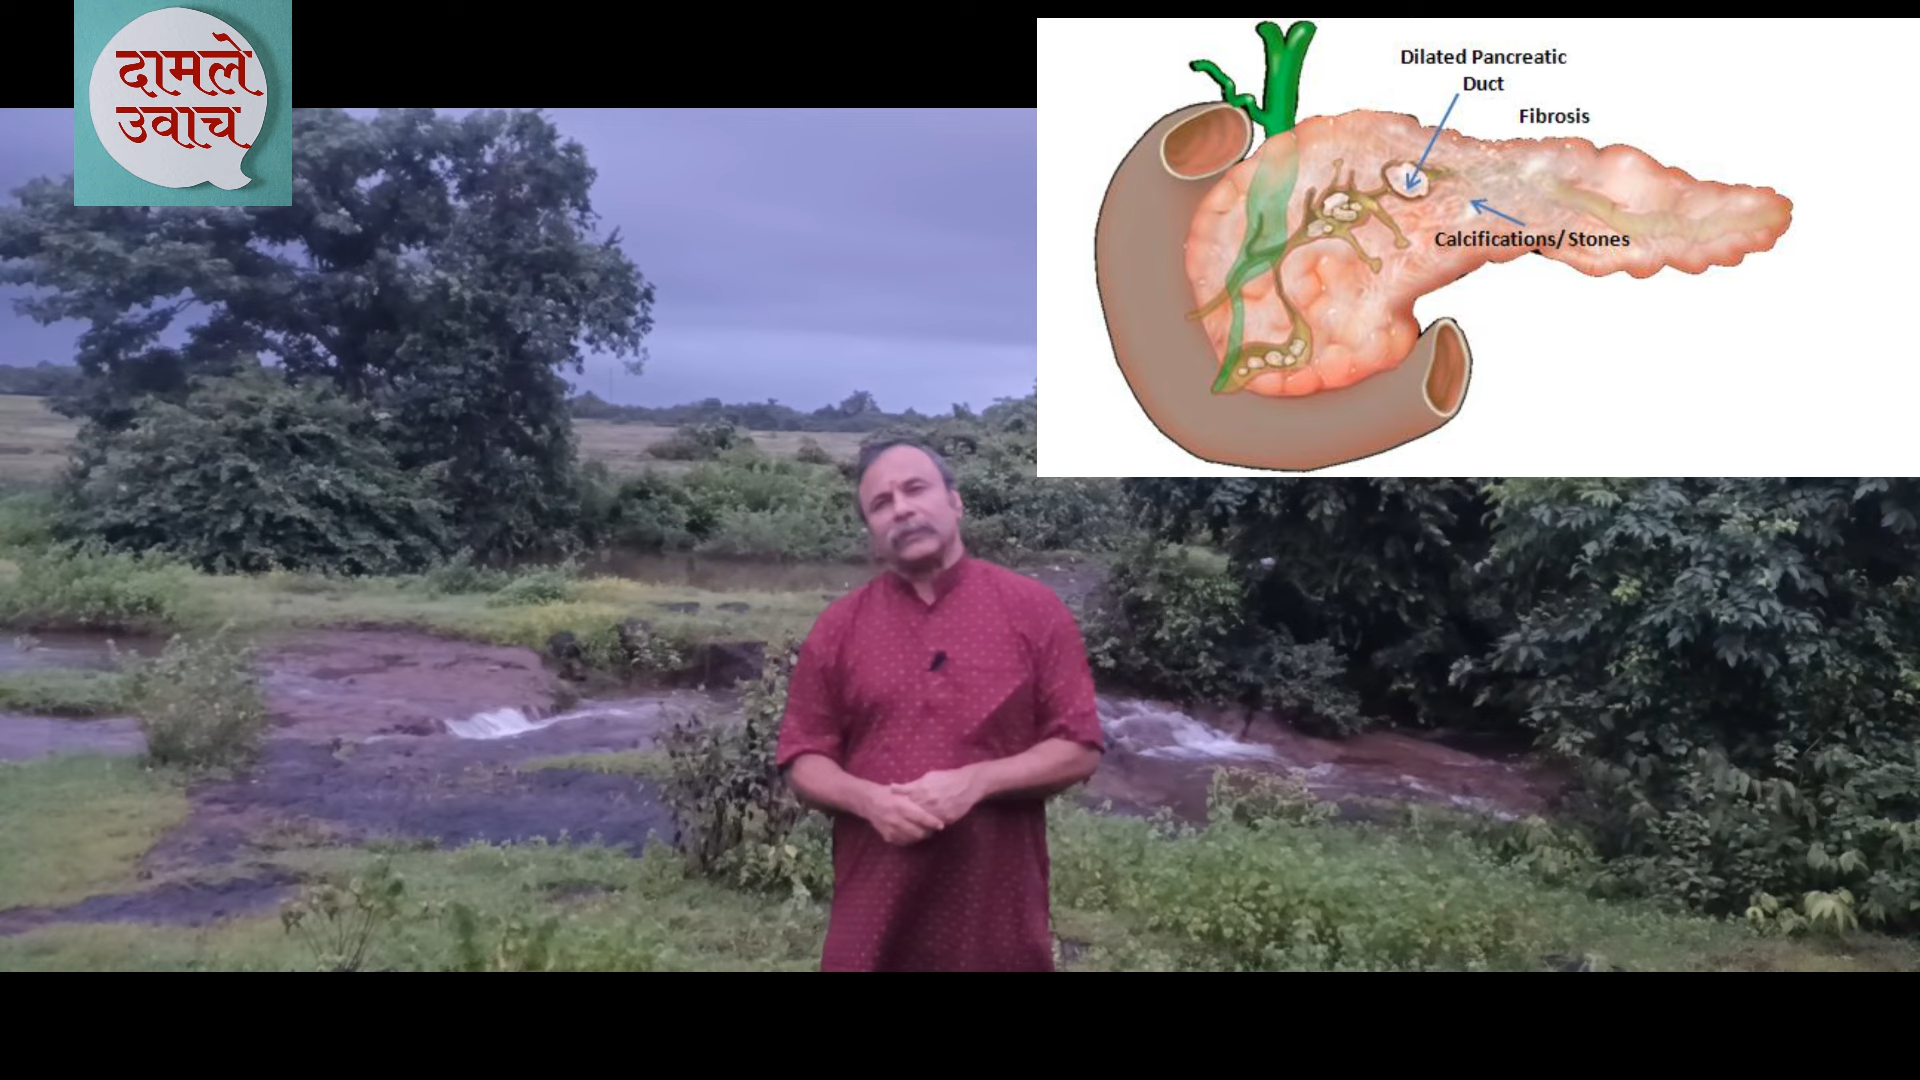 दामले
उवाच
Dilated Pancreatic
Duct
Fibrosis
Calcifications/ Stones